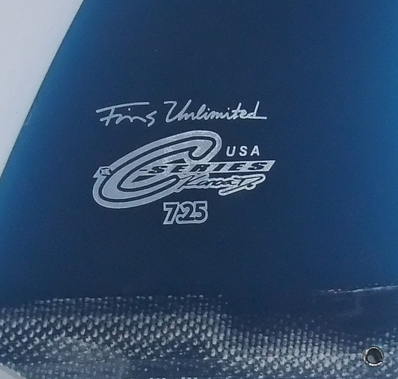 Fins Unlimited
USA
C SERIES
7.25